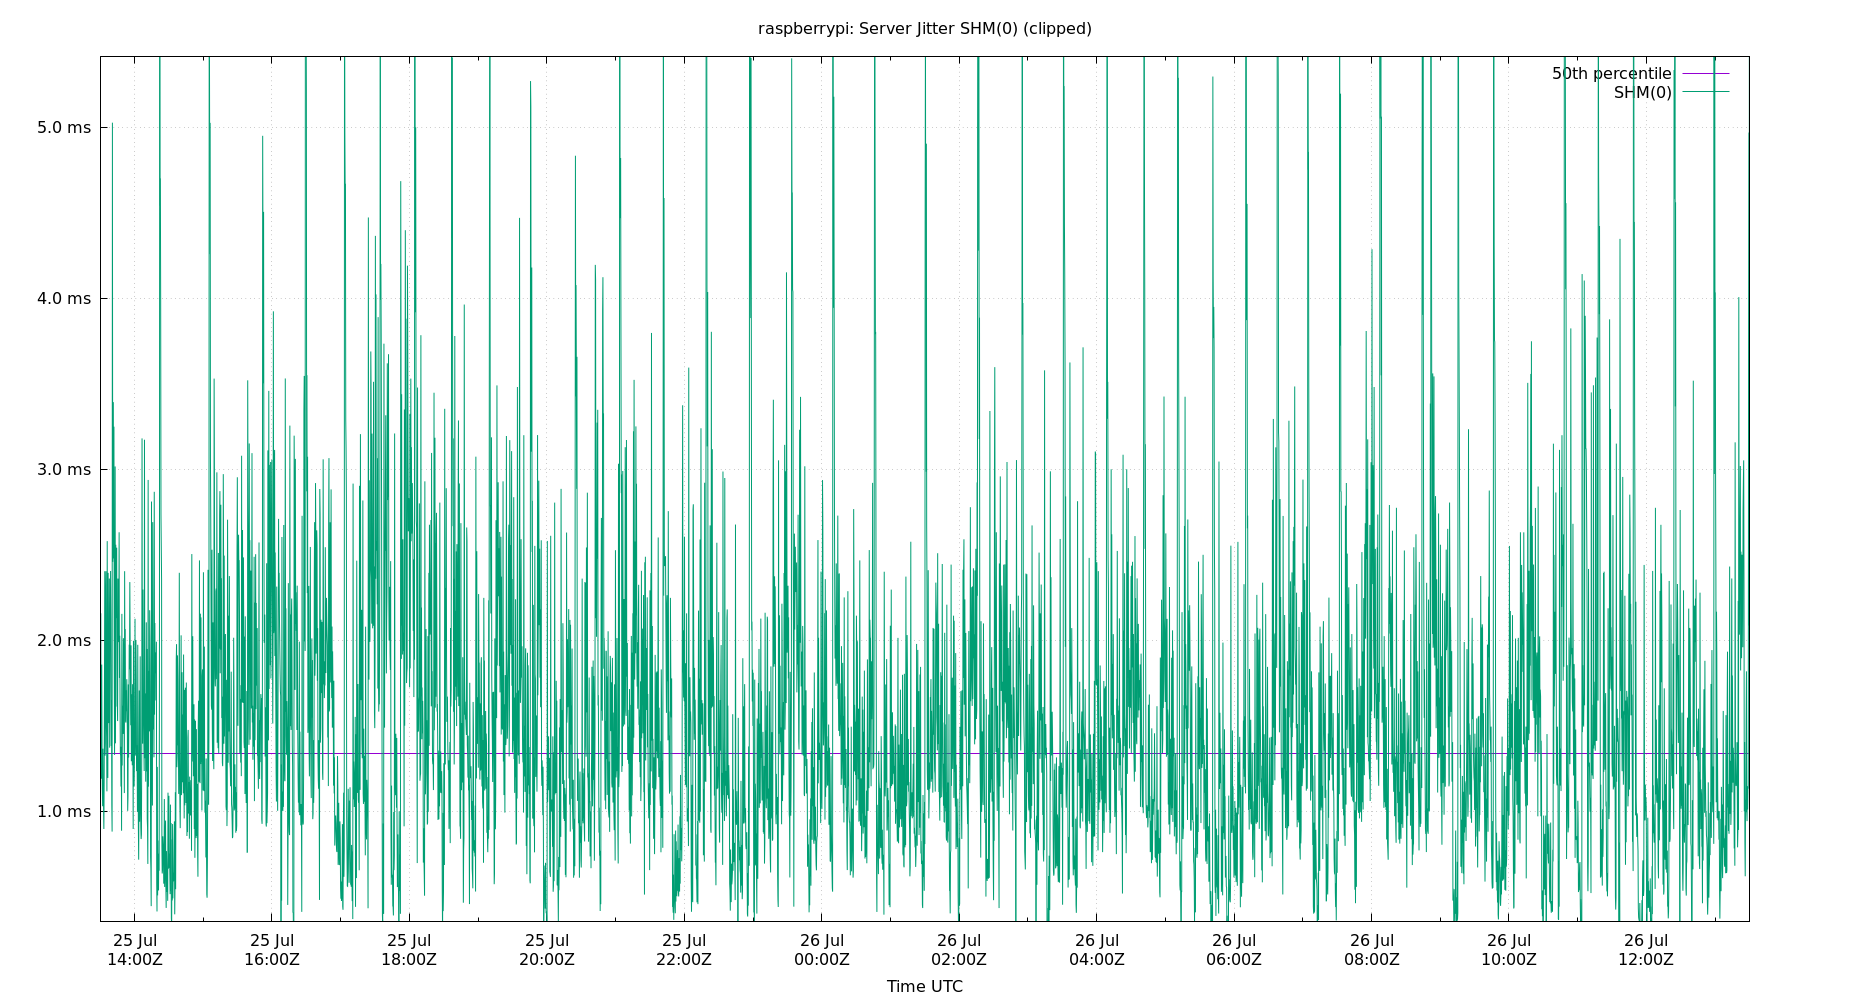 raspberrypi: Server Jitter SHM(0) (clipped)
50th percentile
SHM(0)
5.0 ms
4.0 ms
3.0 ms
2.0 ms
1.0 ms
25 Jul 25 Jul 25 Jul 25 Jul 25 Jul 26 Jul 26 Jul 26 Jul 26 Jul 26 Jul 26 Jul 26 Jul
14:00Z 16:00Z 18:00Z 20:00Z 22:00Z 00:00Z 02:00Z 04:00Z 06:00Z 08:00Z 10:00Z 12:00Z
Time UTC